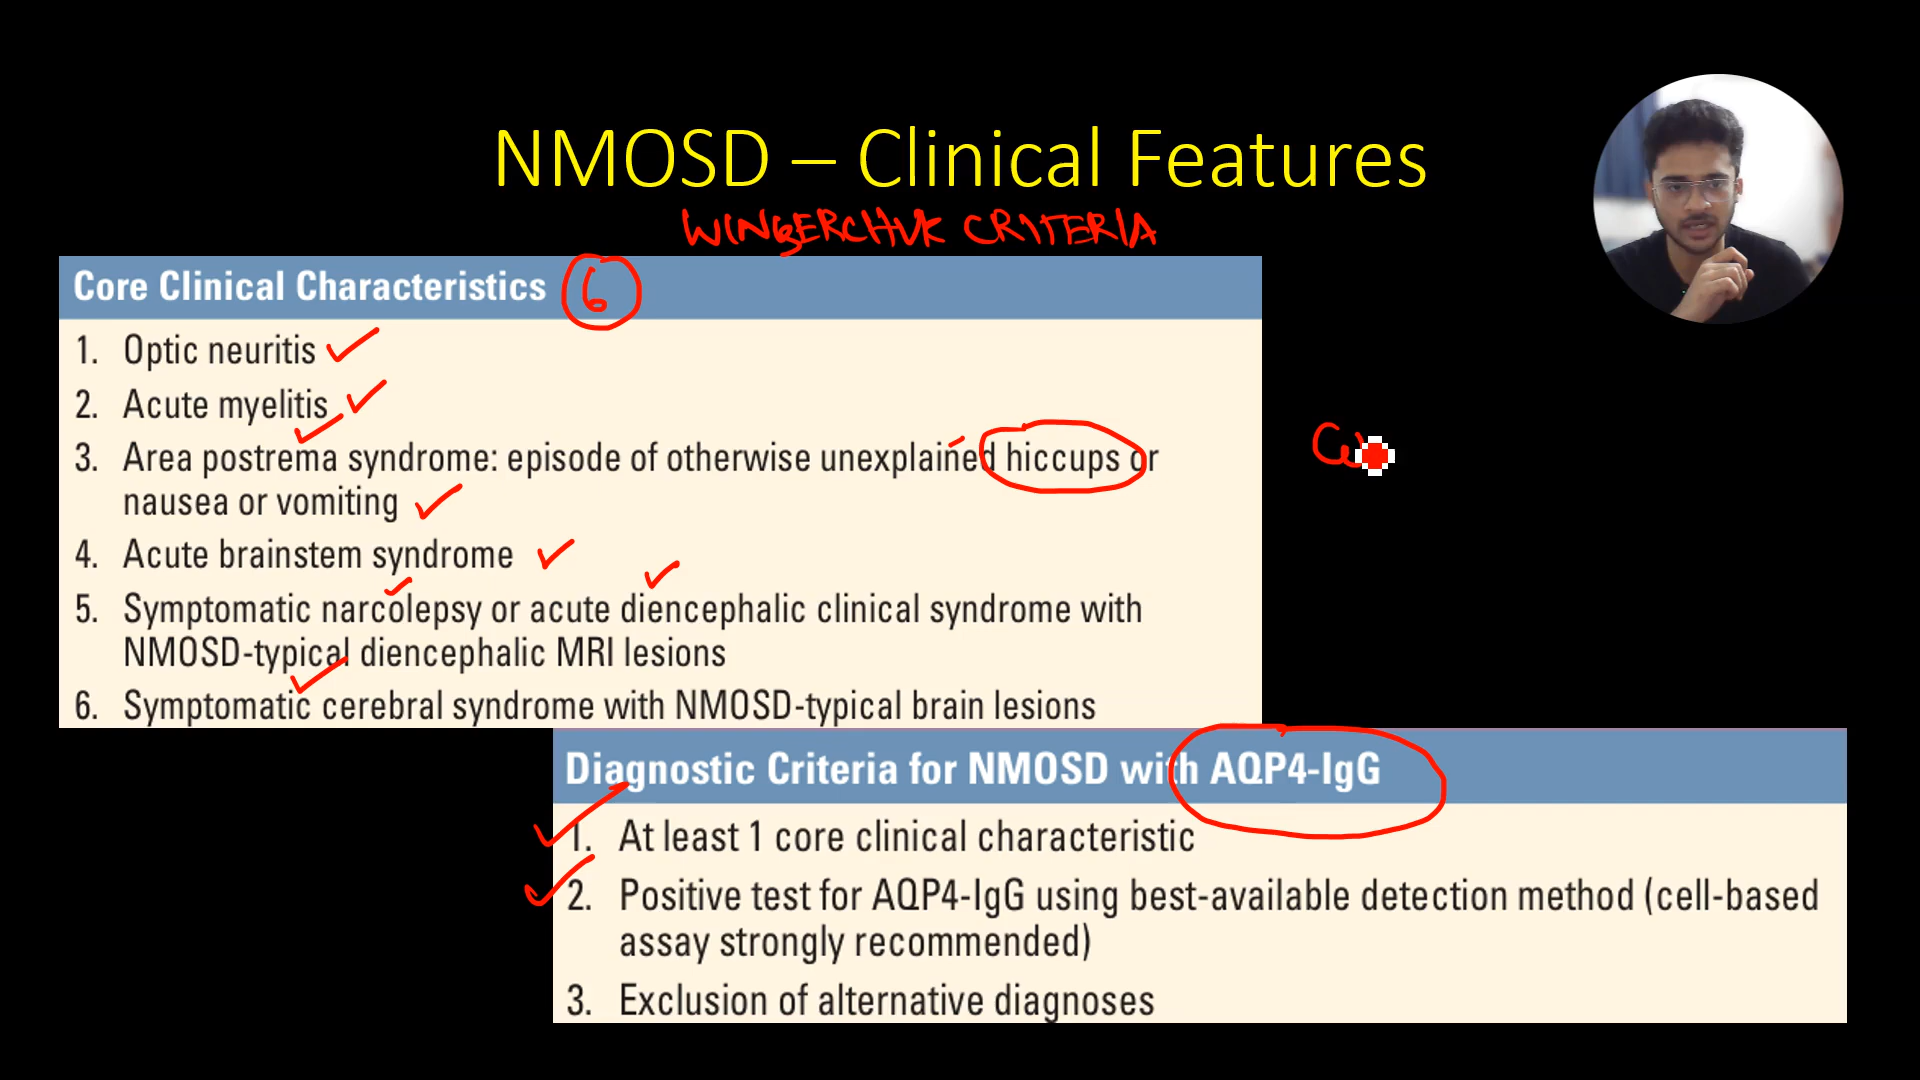 NMOSD – Clinical Features
WINGERCHUK CRITERIA
Core Clinical Characteristics 6
1. Optic neuritis
2. Acute myelitis
3. Area postrema syndrome: episode of otherwise unexplained hiccups or
nausea or vomiting
4. Acute brainstem syndrome
5. Symptomatic narcolepsy or acute diencephalic clinical syndrome with
NMOSD-typical diencephalic MRI lesions
6. Symptomatic cerebral syndrome with NMOSD-typical brain lesions
Diagnostic Criteria for NMOSD with AQP4-IgG
1. At least 1 core clinical characteristic
2. Positive test for AQP4-IgG using best-available detection method (cell-based
assay strongly recommended)
3. Exclusion of alternative diagnoses